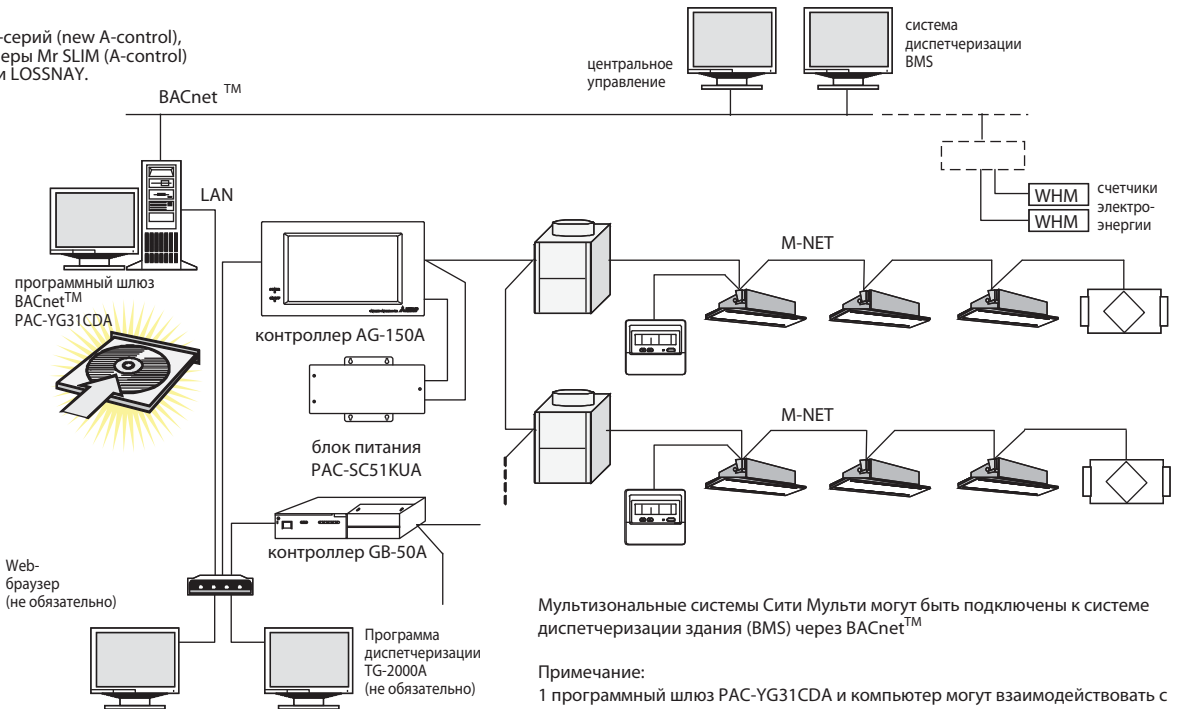 -серий (new A-control),
еры Mr SLIM (A-control)
и LOSSNAY.
BACnet TM
центральное
управление
система
диспетчеризации
BMS
LAN
WHM
WHM
счетчики
электро-
энергии
программный шлюз
BACnetTM
PAC-YG31CDA
контроллер AG-150A
M-NET
блок питания
PAC-SC51KUA
M-NET
контроллер GB-50A
Web-
браузер
(не обязательно)
Программа
диспетчеризации
TG-2000A
(не обязательно)
Мультизональные системы Сити Мульти могут быть подключены к системе
диспетчеризации здания (BMS) через BACnetTM
Примечание:
1 программный шлюз PAC-YG31CDA и компьютер могут взаимодействовать с